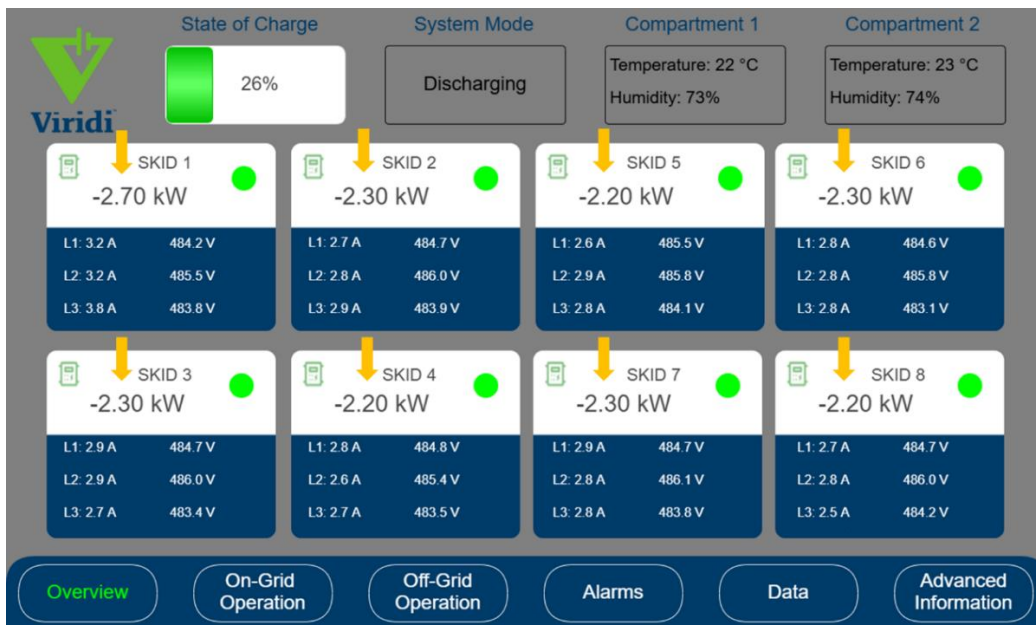 State of Charge
System Mode
Compartment 1
Compartment 2
Viridi
26%
Discharging
Temperature: 22 °C
Humidity: 73%
Temperature: 23 °C
Humidity: 74%
SKID 1
-2.70 kW
L1: 3.2 A 484.2 V
L2: 3.2 A 485.5 V
L3: 3.8 A 483.8 V
SKID 2
-2.30 kW
L1: 2.7 A 484.7 V
L2: 2.8 A 486.0 V
L3: 2.9 A 483.9 V
SKID 5
-2.20 kW
L1: 2.6 A 485.5 V
L2: 2.9 A 485.8 V
L3: 2.8 A 484.1 V
SKID 6
-2.30 kW
L1: 2.8 A 484.6 V
L2: 2.8 A 485.8 V
L3: 2.8 A 483.1 V
SKID 3
-2.30 kW
L1: 2.9 A 484.7 V
L2: 2.9 A 486.0 V
L3: 2.7 A 483.4 V
SKID 4
-2.20 kW
L1: 2.8 A 484.8 V
L2: 2.6 A 485.4 V
L3: 2.7 A 483.5 V
SKID 7
-2.30 kW
L1: 2.9 A 484.7 V
L2: 2.8 A 486.1 V
L3: 2.8 A 483.8 V
SKID 8
-2.20 kW
L1: 2.7 A 484.7 V
L2: 2.8 A 486.0 V
L3: 2.5 A 484.2 V
Overview
On-Grid
Operation
Off-Grid
Operation
Alarms
Data
Advanced
Information